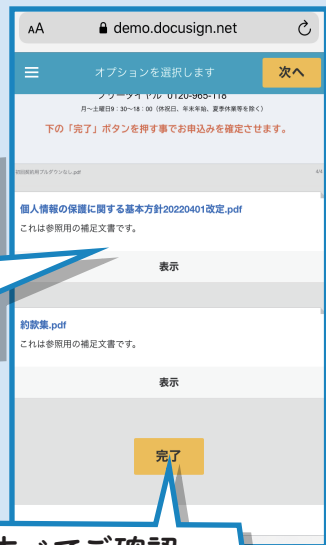 AA demo.docusign.net
オプションを選択します 次へ
フリーダイヤル 0120-965-118
月~土曜日9:30~18:00(休祝日、年末年始、夏季休業等を除く)
下の「完了」ボタンを押す事でお申込みを確定させます。
4/4
個人情報の保護に関する基本方針20220401改定.pdf
これは参照用の補足文書です。
表示
約款集.pdf
これは参照用の補足文書です。
表示
完了
すべてご確認